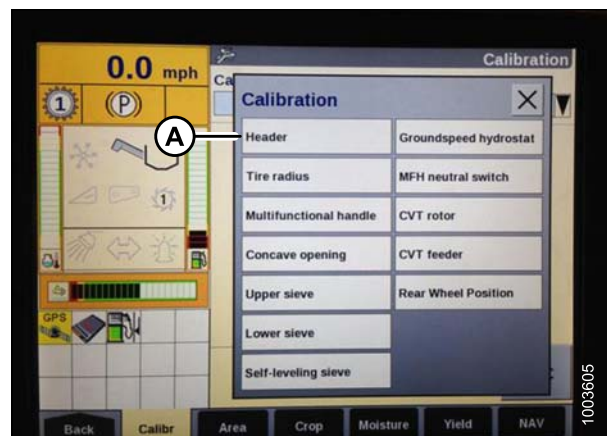 0.0 mph
Calibration
Ca
1
(P)
A
1
GPS
Calibration
Header
Groundspeed hydrostat
Tire radius
MFH neutral switch
Multifunctional handle
CVT rotor
Concave opening
CVT feeder
Upper sieve
Rear Wheel Position
Lower sieve
Self-leveling sieve
Back
Calibr
Area
Crop
Moisture
Yield
NAV
1003605